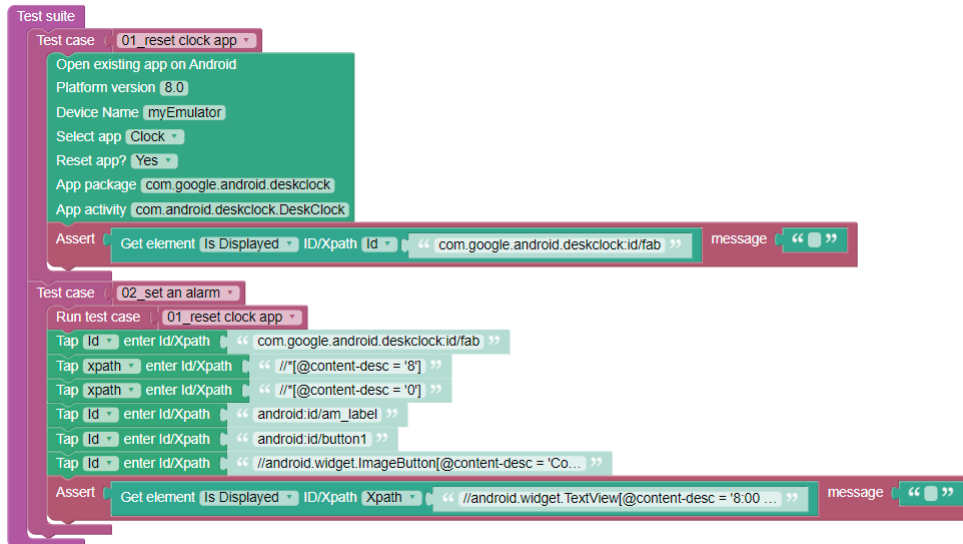 Test suite
Test case 01_reset clock app
Open existing app on Android
Platform version 8.0
Device Name myEmulator
Select app Clock
Reset app? Yes
App package com.google.android.deskclock
App activity com.android.deskclock.DeskClock
Assert Get element Is Displayed ID/Xpath Id “ com.google.android.deskclock:id/fab ” message “ ”
Test case 02_set an alarm
Run test case 01_reset clock app
Tap Id enter Id/Xpath “ com.google.android.deskclock:id/fab ”
Tap xpath enter Id/Xpath “ //*[@content-desc = '8'] ”
Tap xpath enter Id/Xpath “ //*[@content-desc = '0'] ”
Tap Id enter Id/Xpath “ android:id/am_label ”
Tap Id enter Id/Xpath “ android:id/button1 ”
Tap Id enter Id/Xpath “ //android.widget.ImageButton[@content-desc = 'Co... ”
Assert Get element Is Displayed ID/Xpath Xpath “ //android.widget.TextView[@content-desc = '8:00 ... ” message “ ”